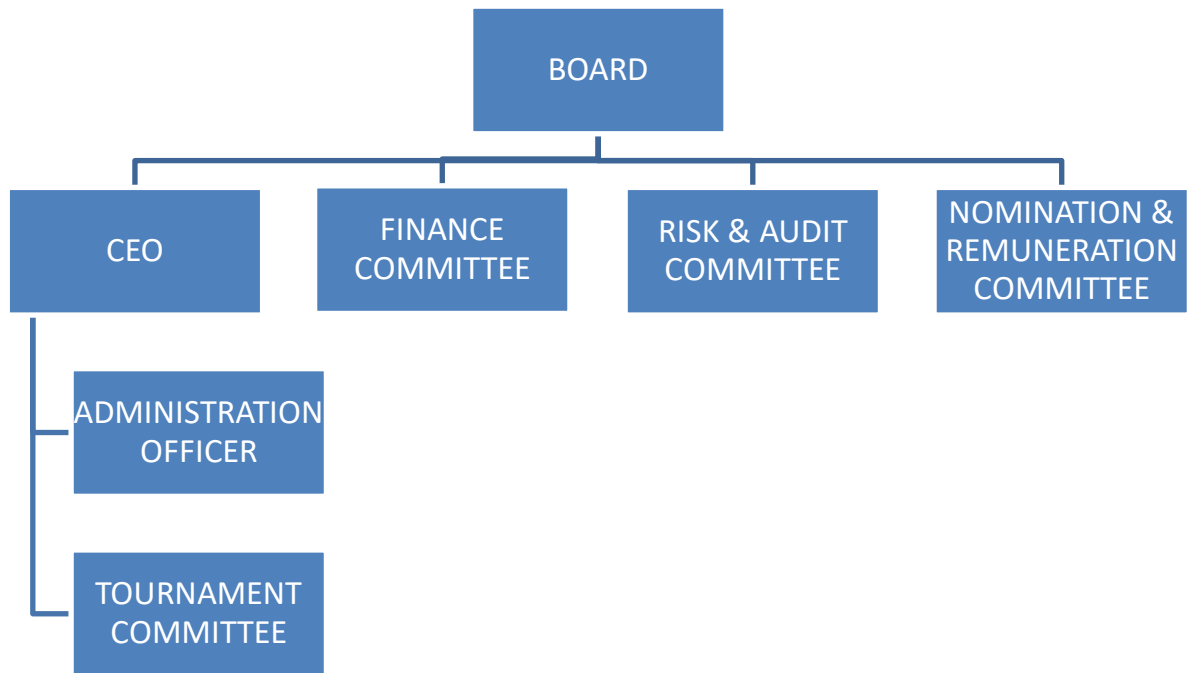 BOARD
CEO
FINANCE
COMMITTEE
RISK & AUDIT
COMMITTEE
NOMINATION &
REMUNERATION
COMMITTEE
ADMINISTRATION
OFFICER
TOURNAMENT
COMMITTEE